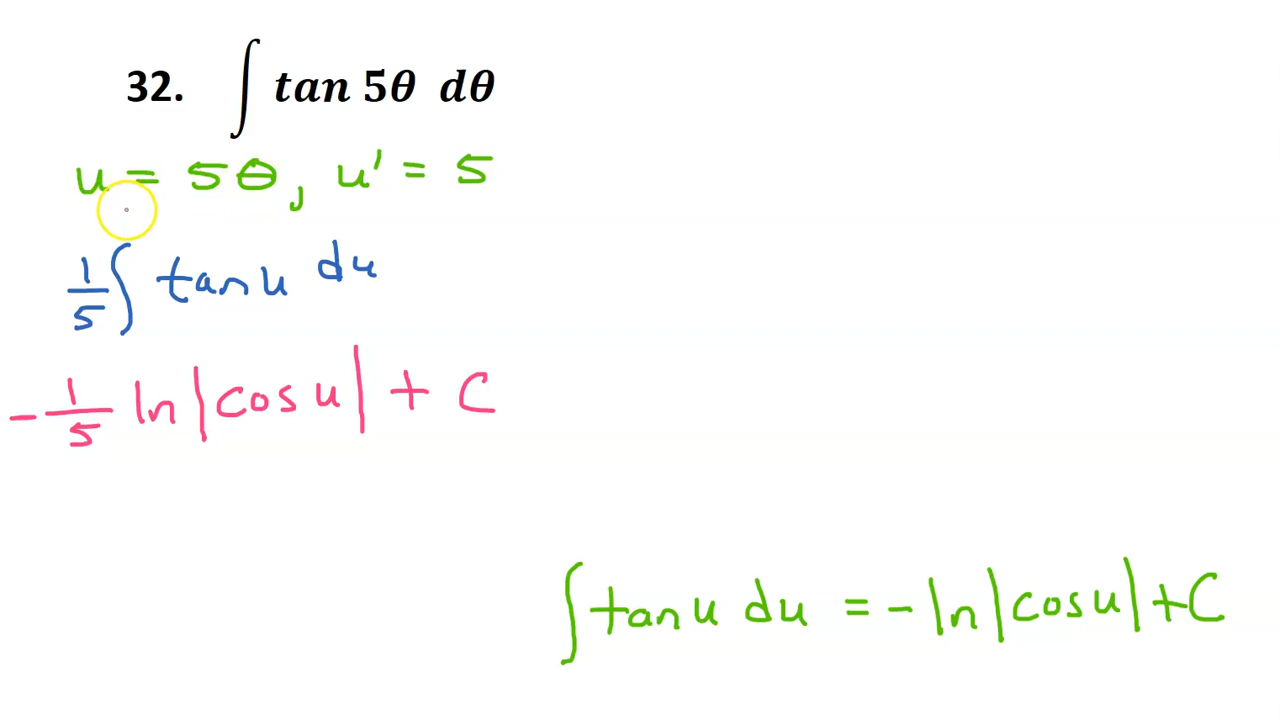 32. ∫ tan 5θ dθ
u = 5θ, u' = 5
1/5 ∫ tan u du
- 1/5 ln |cos u| + C
∫ tan u du = - ln |cos u| + C